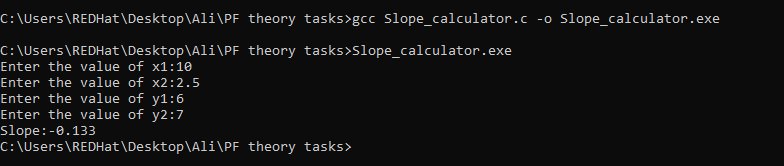 C:\Users\REDHat\Desktop\Ali\PF theory tasks>gcc Slope_calculator.c -o Slope_calculator.exe
C:\Users\REDHat\Desktop\Ali\PF theory tasks>Slope_calculator.exe
Enter the value of x1:10
Enter the value of x2:2.5
Enter the value of y1:6
Enter the value of y2:7
Slope:-0.133
C:\Users\REDHat\Desktop\Ali\PF theory tasks>